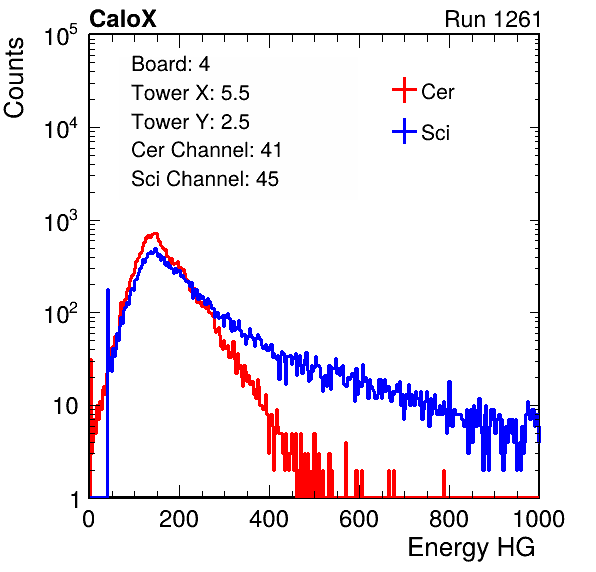 CaloX Run 1261
Counts
Board: 4
Tower X: 5.5
Tower Y: 2.5
Cer Channel: 41
Sci Channel: 45
Cer
Sci
10^5
10^4
10^3
10^2
10
1
0 200 400 600 800 1000
Energy HG